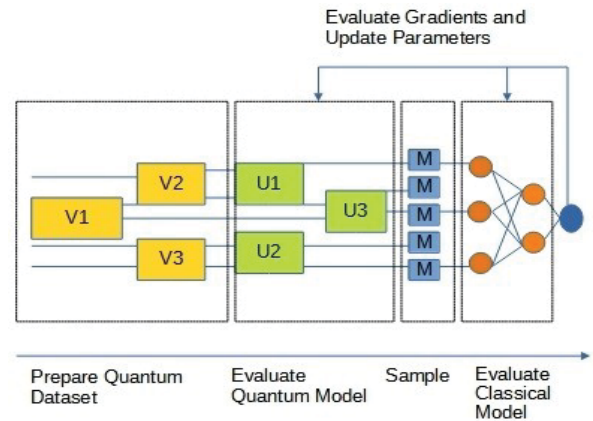 Evaluate Gradients and
Update Parameters
V1
V2
V3
U1
U2
U3
M
M
M
M
M
Prepare Quantum
Dataset
Evaluate
Quantum Model
Sample
Evaluate
Classical
Model